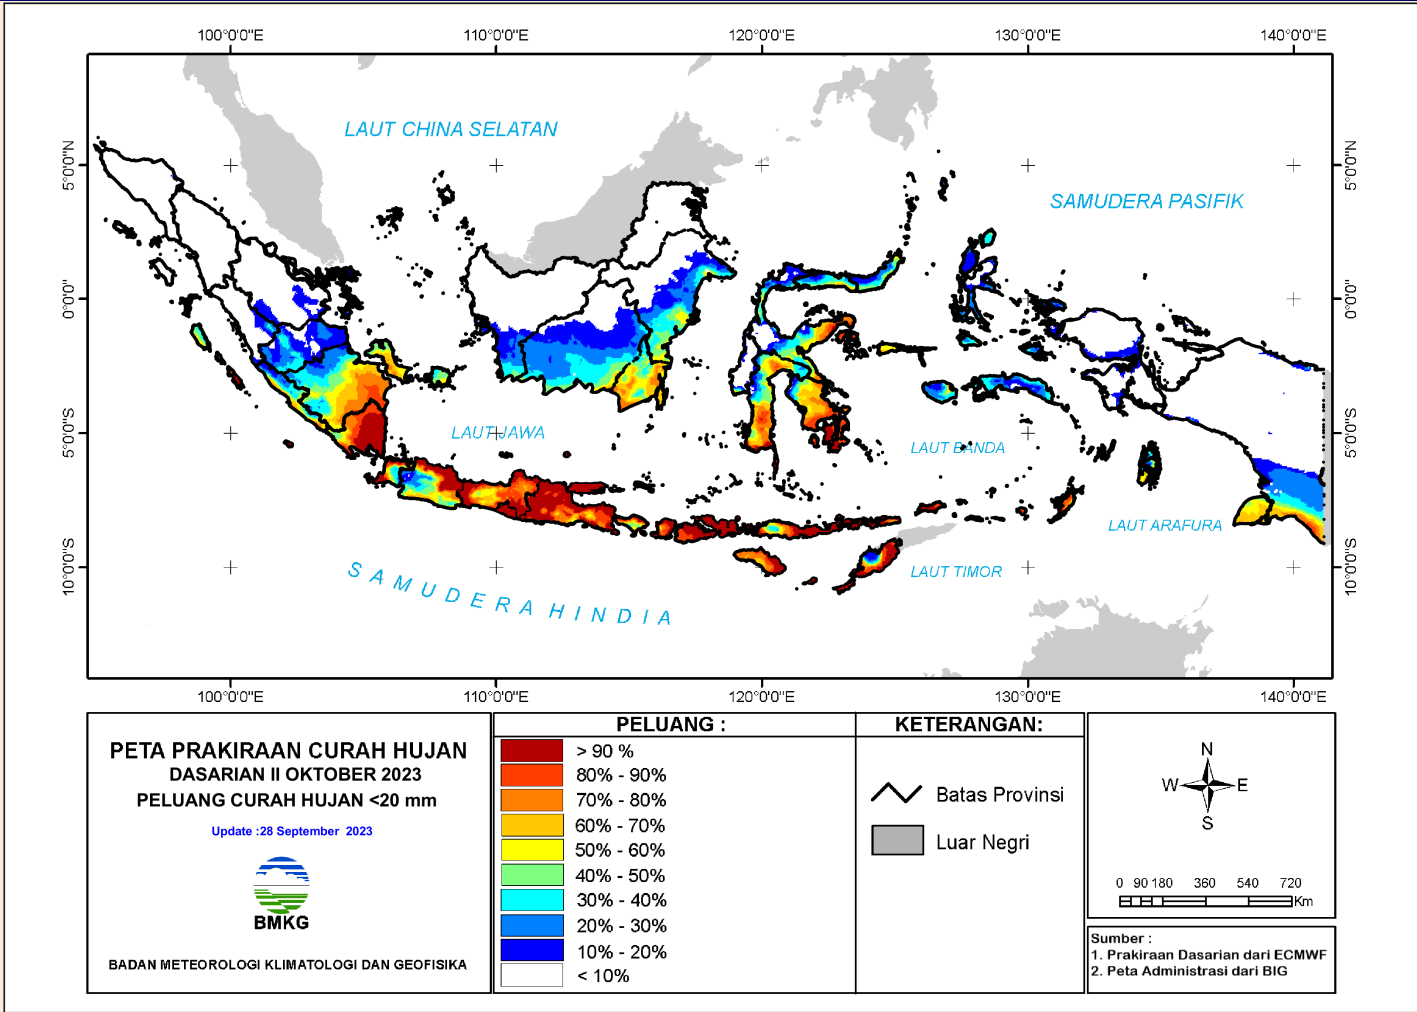 100°0'0"E 110°0'0"E 120°0'0"E 130°0'0"E 140°0'0"E
LAUT CHINA SELATAN
5°0'0"N 5°0'0"N
SAMUDERA PASIFIK
0°0'0" 0°0'0"
LAUT JAWA
5°0'0"S 5°0'0"S
LAUT BANDA
LAUT ARAFURA
10°0'0"S 10°0'0"S
LAUT TIMOR
SAMUDERA HINDIA
100°0'0"E 110°0'0"E 120°0'0"E 130°0'0"E 140°0'0"E
PETA PRAKIRAAN CURAH HUJAN
DASARIAN II OKTOBER 2023
PELUANG CURAH HUJAN <20 mm
Update :28 September 2023
BMKG
BADAN METEOROLOGI KLIMATOLOGI DAN GEOFISIKA
PELUANG :
> 90 %
80% - 90%
70% - 80%
60% - 70%
50% - 60%
40% - 50%
30% - 40%
20% - 30%
10% - 20%
< 10%
KETERANGAN:
Batas Provinsi
Luar Negri
N
W E
S
0 90 180 360 540 720
Km
Sumber :
1. Prakiraan Dasarian dari ECMWF
2. Peta Administrasi dari BIG